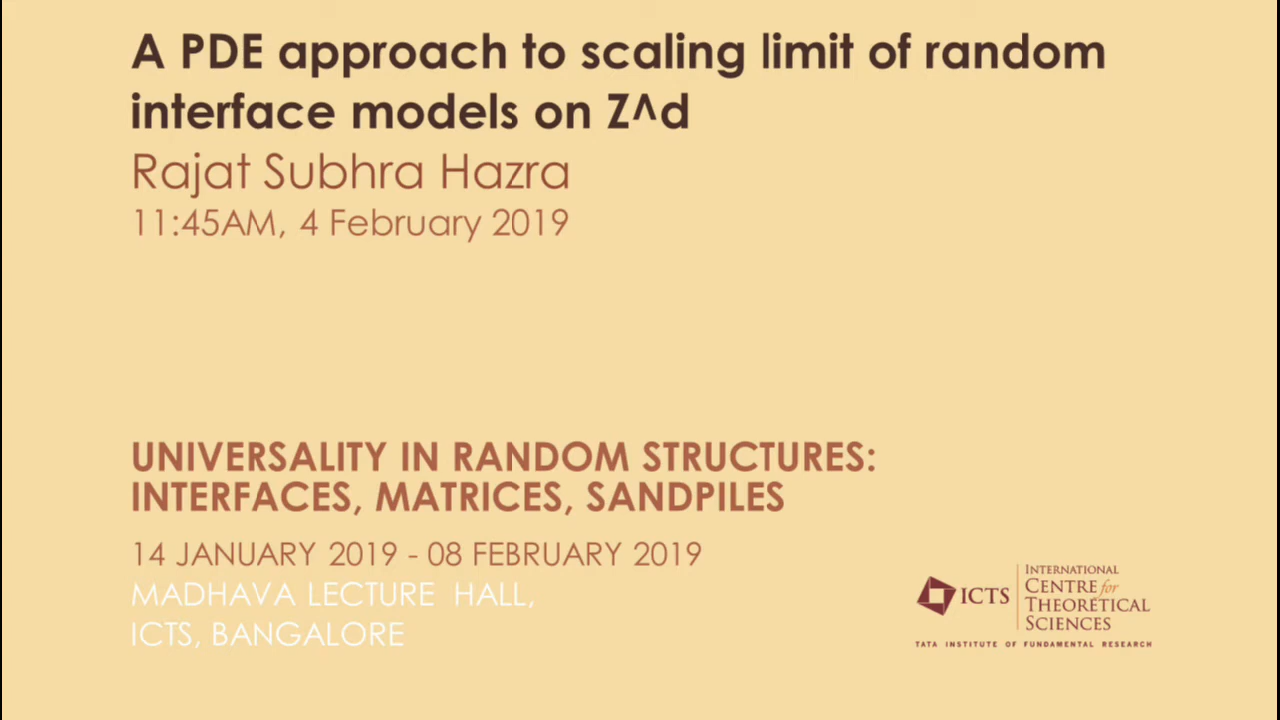 A PDE approach to scaling limit of random
interface models on Z^d
Rajat Subhra Hazra
11:45AM, 4 February 2019
UNIVERSALITY IN RANDOM STRUCTURES:
INTERFACES, MATRICES, SANDPILES
14 JANUARY 2019 - 08 FEBRUARY 2019
MADHAVA LECTURE HALL,
ICTS, BANGALORE
ICTS
INTERNATIONAL
CENTRE for
THEORETICAL
SCIENCES
TATA INSTITUTE OF FUNDAMENTAL RESEARCH